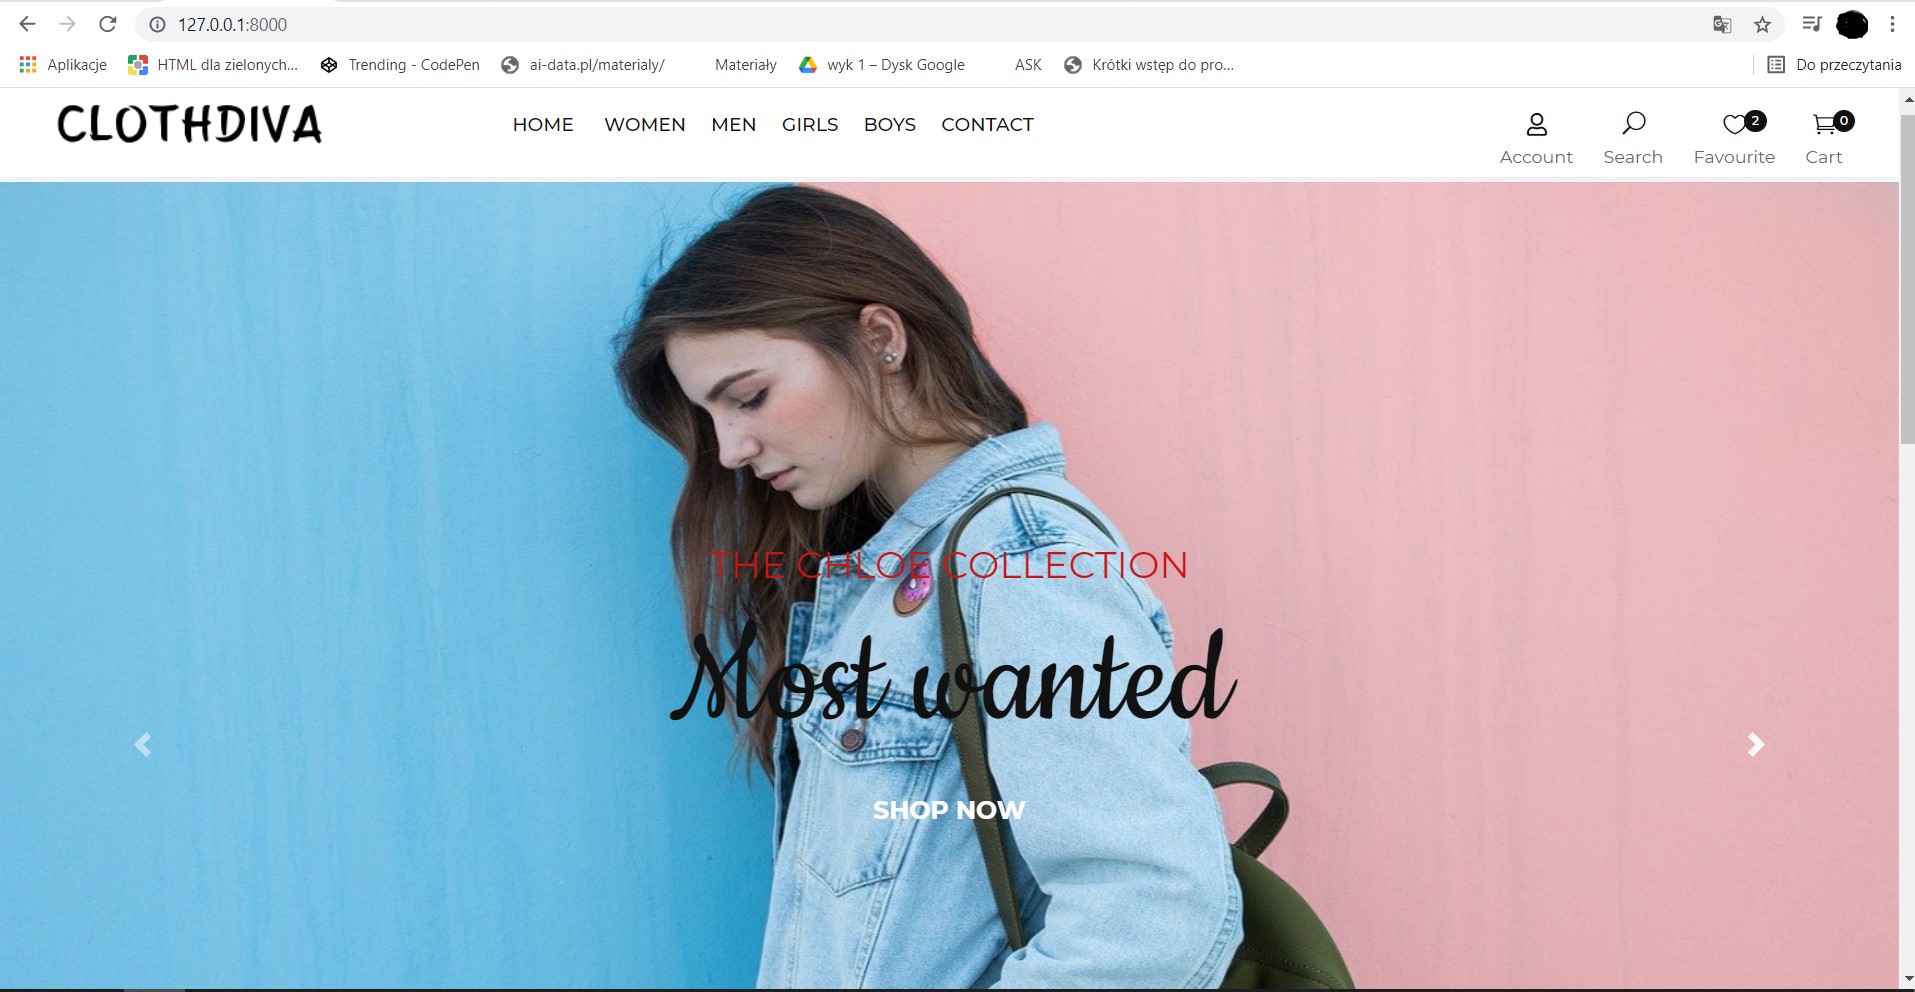 127.0.0.1:8000
Aplikacje HTML dla zielonych... Trending - CodePen ai-data.pl/materialy/ Materiały wyk 1 – Dysk Google ASK Krótki wstęp do pro... Do przeczytania
CLOTHDIVA HOME WOMEN MEN GIRLS BOYS CONTACT 2 0
Account Search Favourite Cart
THE CHLOE COLLECTION
Most wanted
SHOP NOW